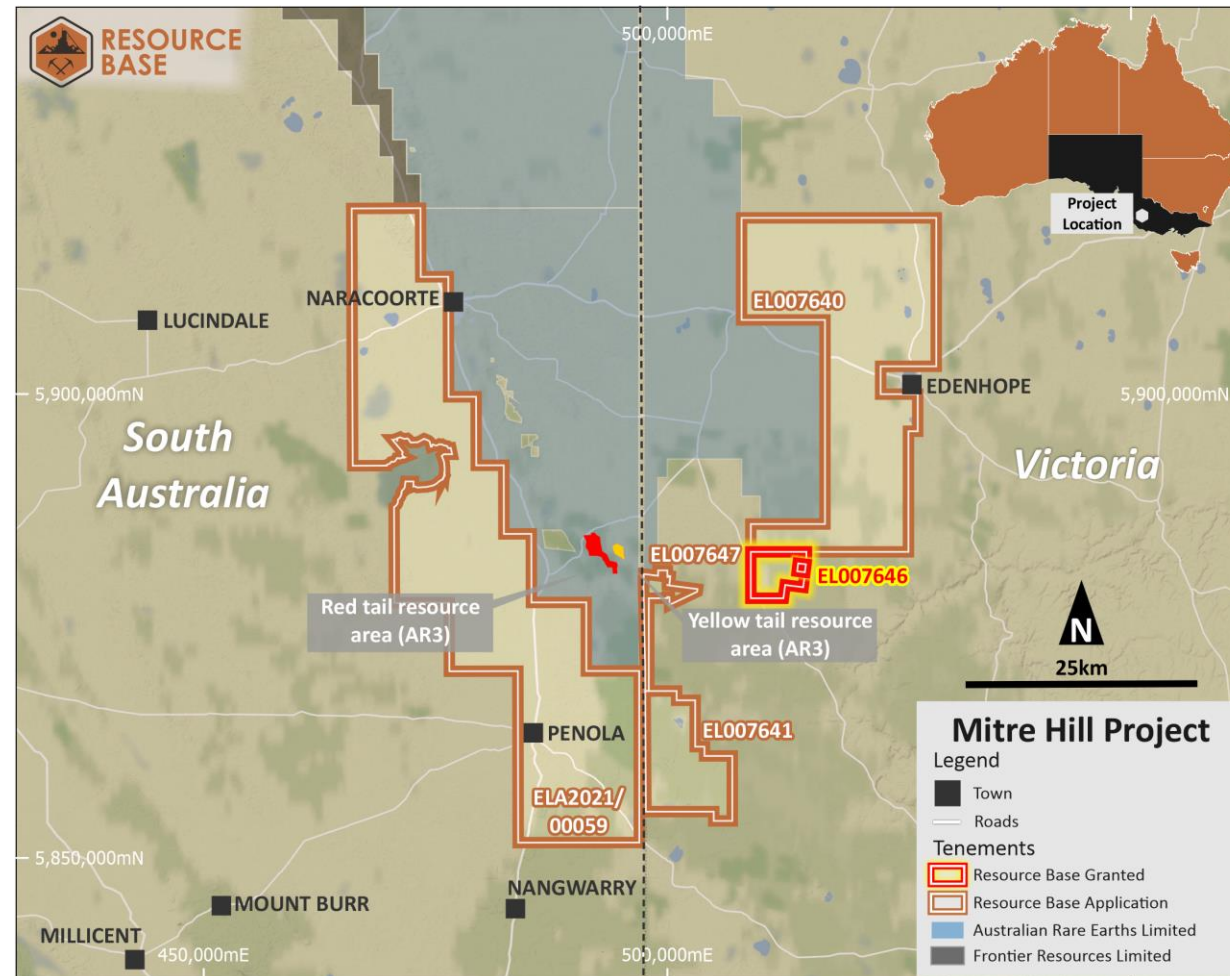 RESOURCE
BASE
500,000mE
Project
Location
NARACOORTE
LUCINDALE
EL007640
EDENHOPE
5,900,000mN
5,900,000mN
South
Australia
Victoria
EL007647
EL007646
Red tail resource
area (AR3)
Yellow tail resource
area (AR3)
N
25km
PENOLA
EL007641
ELA2021/
00059
5,850,000mN
NANGWARRY
MOUNT BURR
MILLICENT
450,000mE
500,000mE
Mitre Hill Project
Legend
Town
Roads
Tenements
Resource Base Granted
Resource Base Application
Australian Rare Earths Limited
Frontier Resources Limited